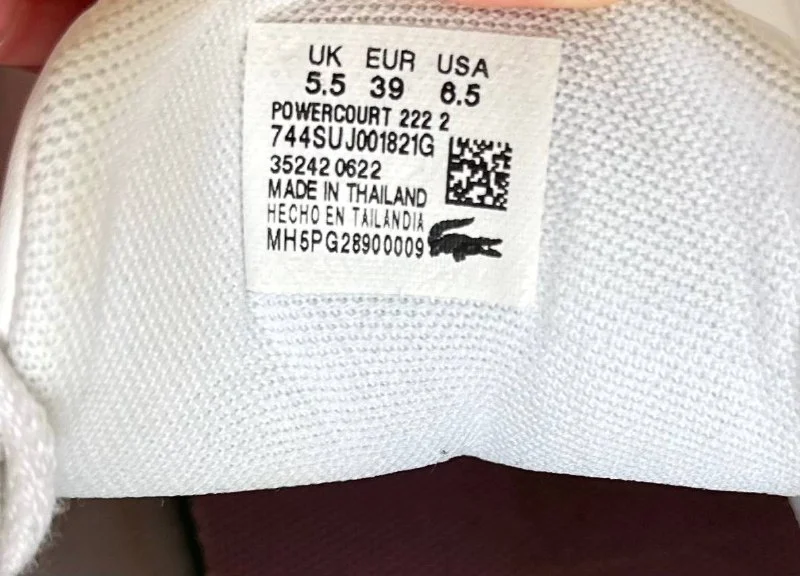 UK EUR USA
5.5 39 6.5
POWERCOURT 222 2
744SUJ001821G
35242 0622
MADE IN THAILAND
HECHO EN TAILANDIA
MH5PG28900009